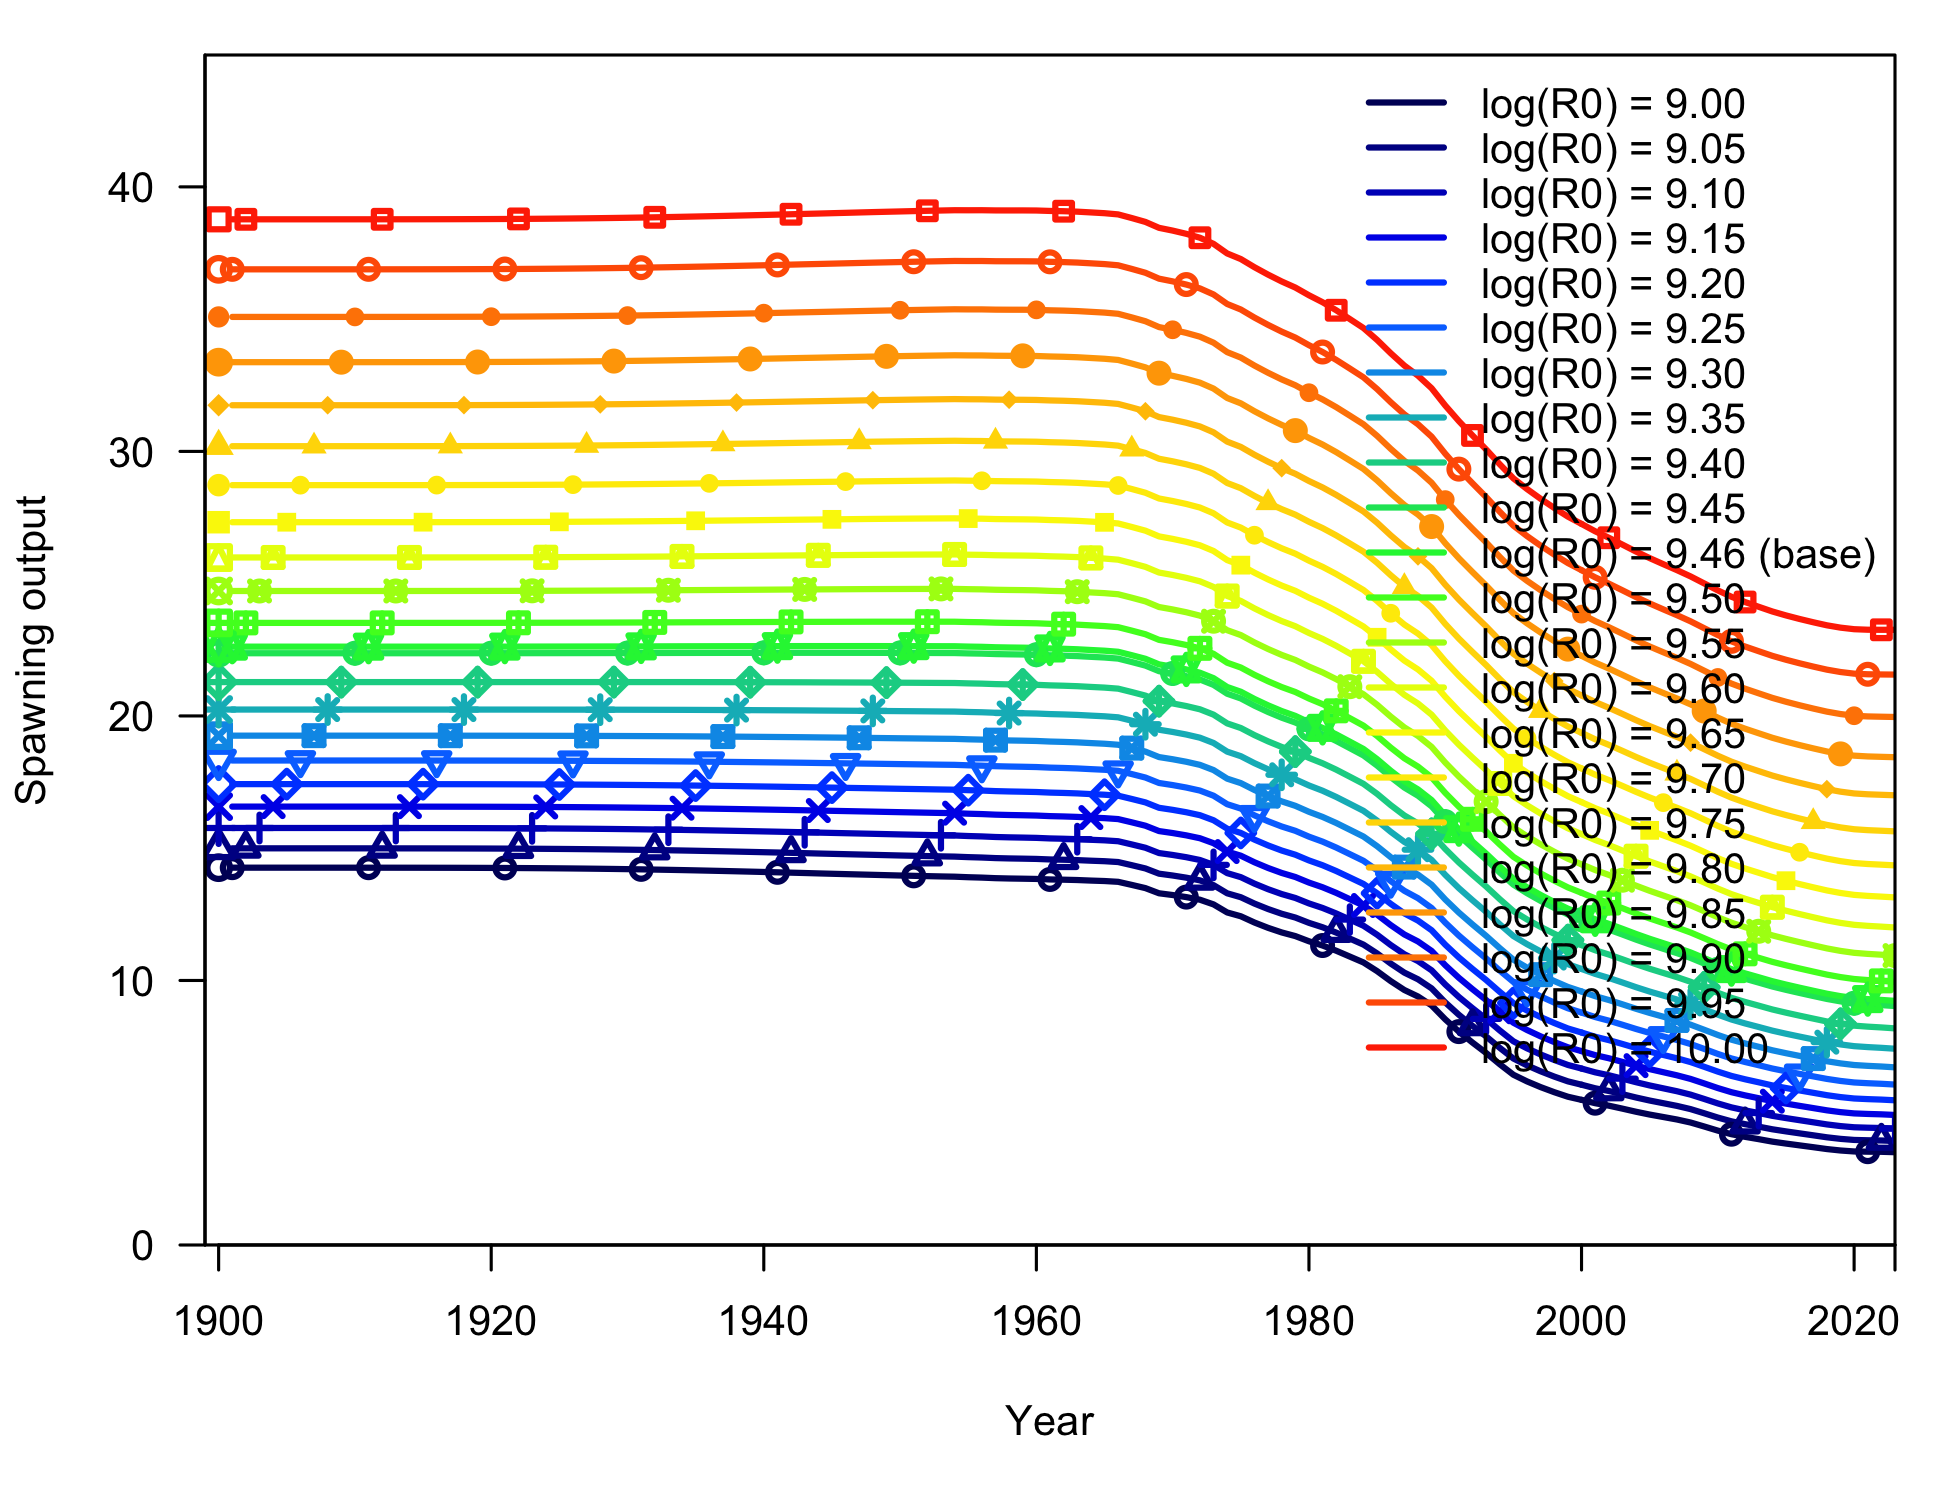 log(R0) = 9.00
log(R0) = 9.05
log(R0) = 9.10
log(R0) = 9.15
log(R0) = 9.20
log(R0) = 9.25
log(R0) = 9.30
log(R0) = 9.35
log(R0) = 9.40
log(R0) = 9.45
log(R0) = 9.46 (base)
log(R0) = 9.50
log(R0) = 9.55
log(R0) = 9.60
log(R0) = 9.65
log(R0) = 9.70
log(R0) = 9.75
log(R0) = 9.80
log(R0) = 9.85
log(R0) = 9.90
log(R0) = 9.95
log(R0) = 10.00
40
30
20
10
0
Spawning output
1900 1920 1940 1960 1980 2000 2020
Year